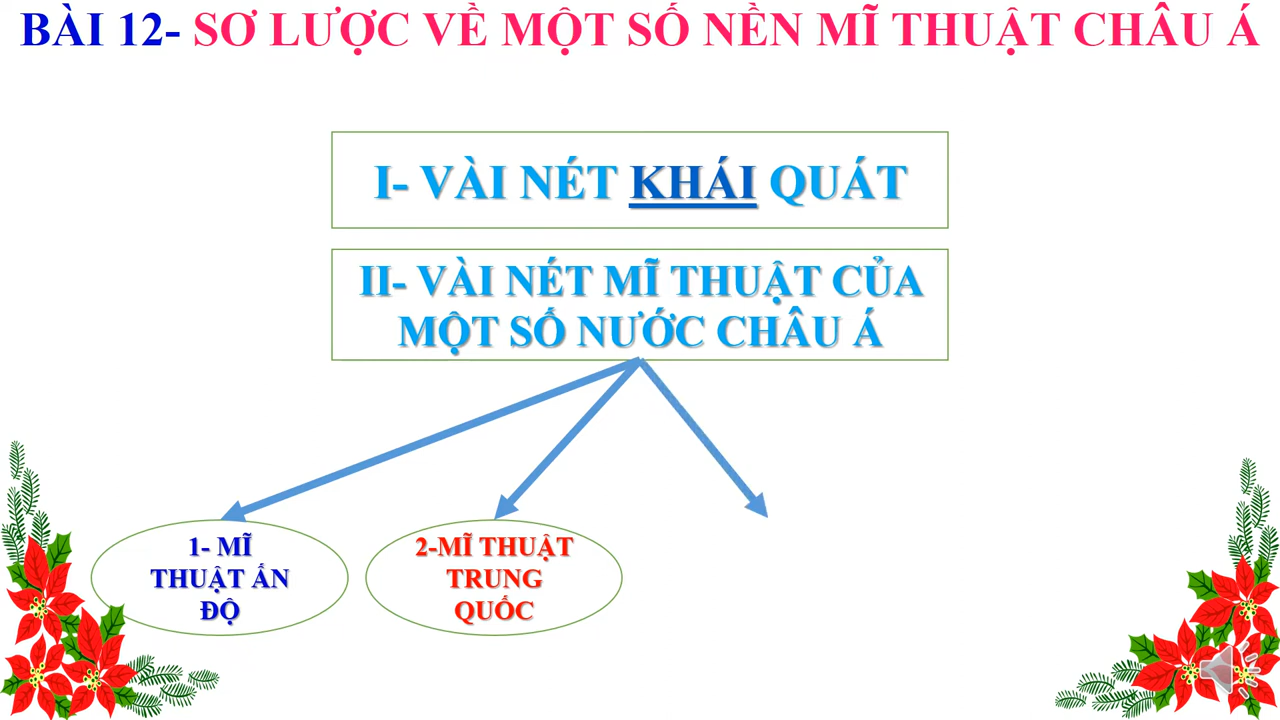 BÀI 12- SƠ LƯỢC VỀ MỘT SỐ NỀN MĨ THUẬT CHÂU Á
I- VÀI NÉT KHÁI QUÁT
II- VÀI NÉT MĨ THUẬT CỦA
MỘT SỐ NƯỚC CHÂU Á
1- MĨ
THUẬT ẤN
ĐỘ
2-MĨ THUẬT
TRUNG
QUỐC